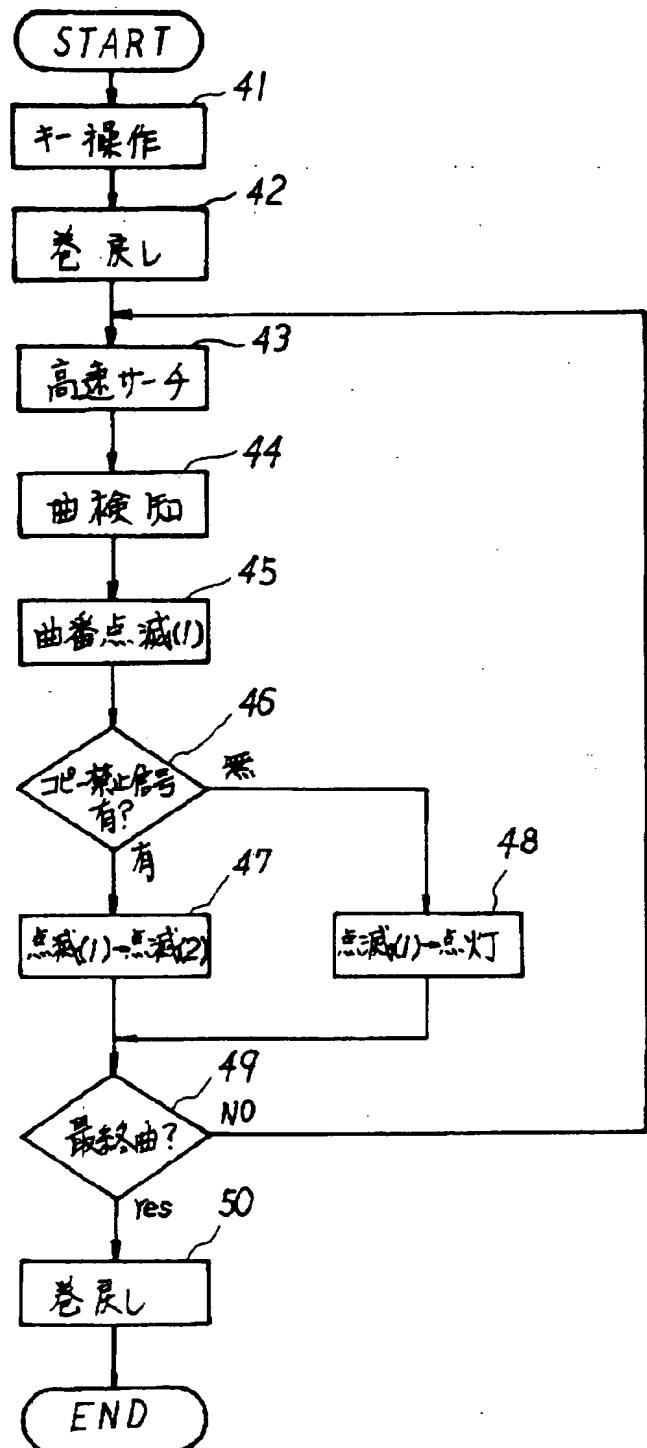 START
41
キー操作
42
巻戻し
43
高速サーチ
44
曲検知
45
曲番点滅(1)
46
コピー禁止信号
有?
無
有
47
点滅(1)→点滅(2)
48
点滅(1)→点灯
49
最終曲?
NO
Yes
50
巻戻し
END